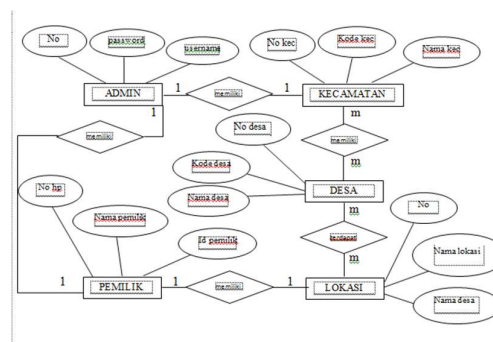 No
password
username
No kec
Kode kec
Nama kec
ADMIN
1
memiliki
1
KECAMATAN
1
m
memiliki
No desa
memiliki
m
No hp
Kode desa
DESA
Nama desa
m
No
Nama pemilik
Id pemilik
terdapat
Nama lokasi
m
1
PEMILIK
1
memiliki
1
LOKASI
Nama desa